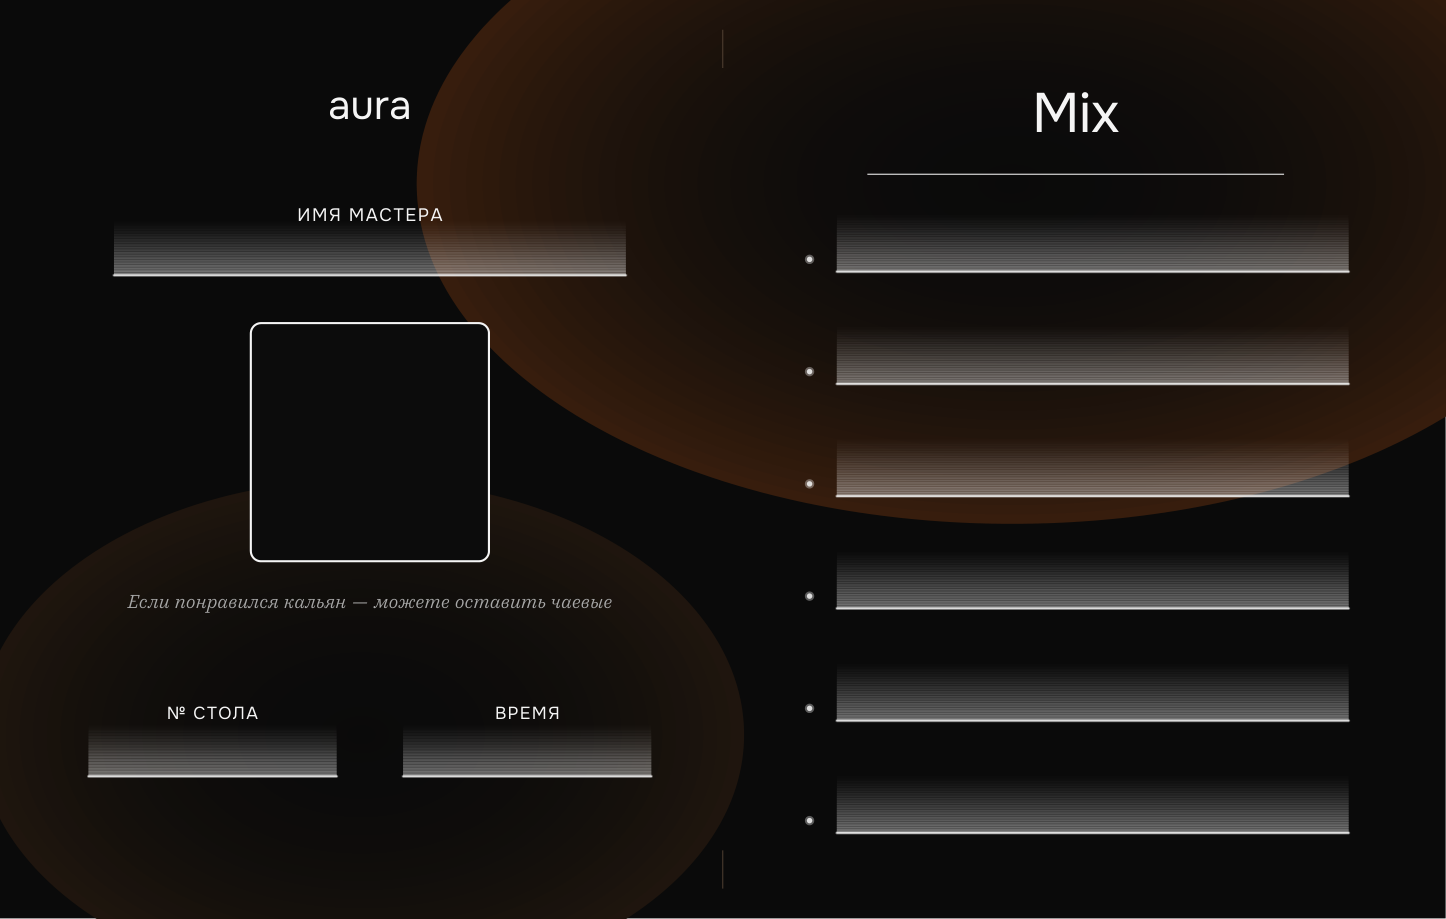 aura
ИМЯ МАСТЕРА
Если понравился кальян — можете оставить чаевые
№ СТОЛА
ВРЕМЯ
Mix